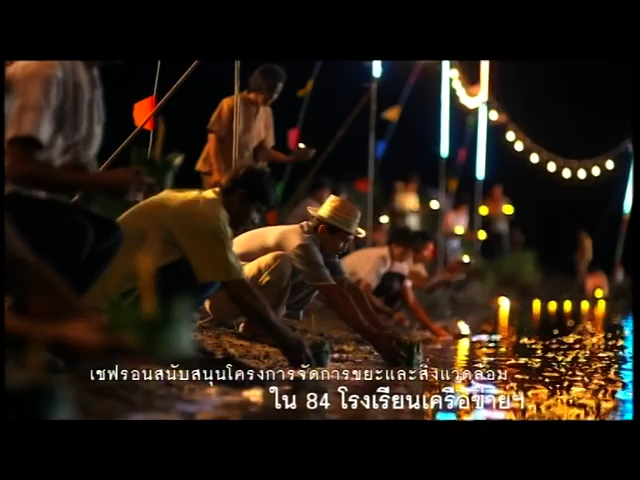 เชฟรอนสนับสนุนโครงการจัดการขยะและสิ่งแวดล้อม
ใน 84 โรงเรียนเครือข่ายฯ